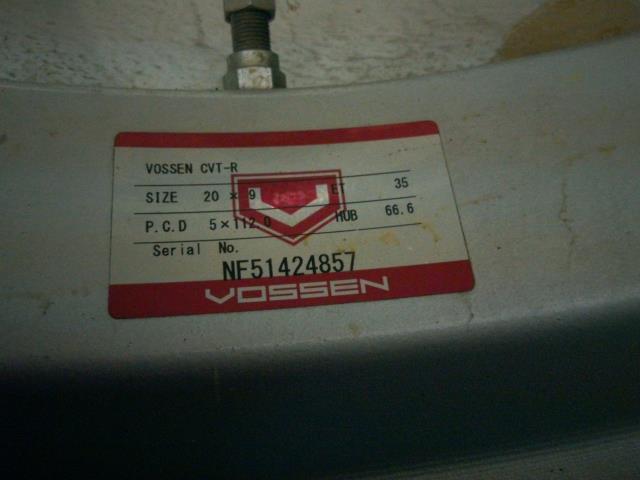 VOSSEN CVT-R
SIZE 20 × 9 ET 35
P.C.D 5×112.0 HUB 66.6
Serial No.
NF51424857
VOSSEN